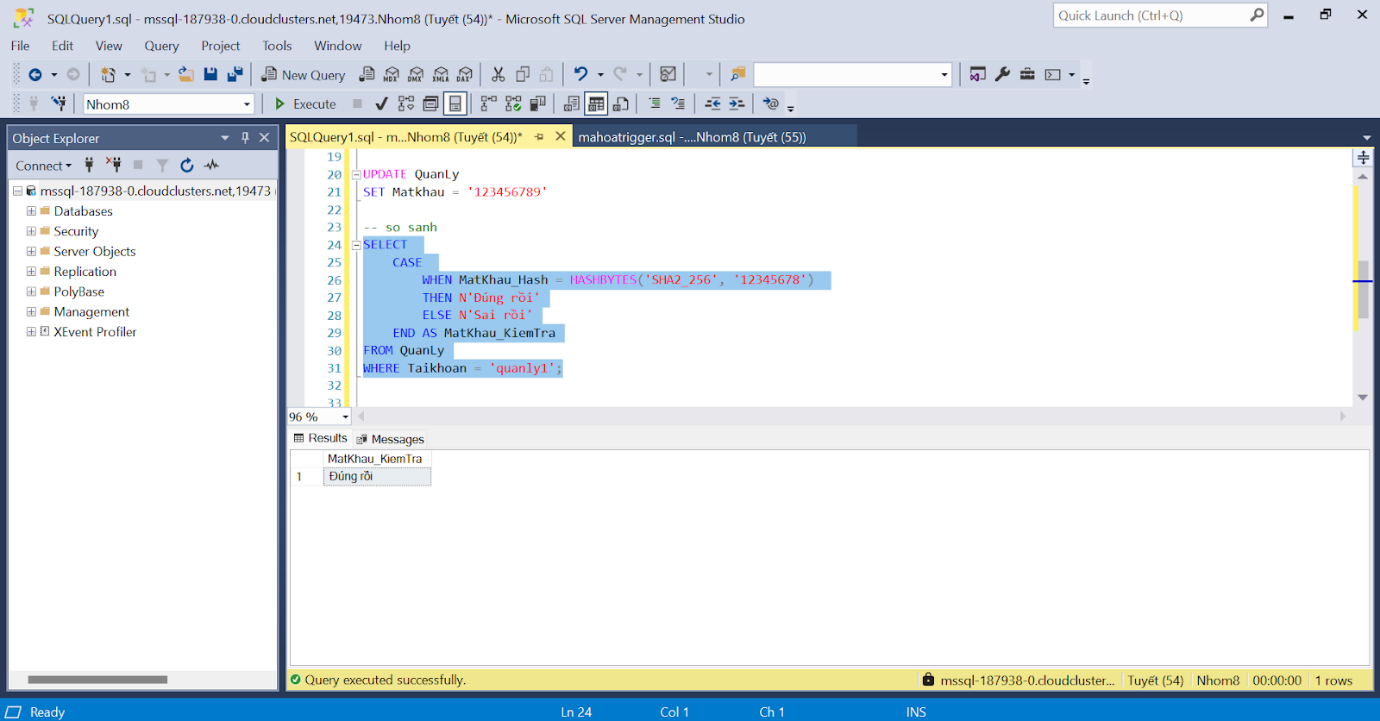 SQLQuery1.sql - mssql-187938-0.cloudclusters.net,19473.Nhom8 (Tuyết (54))* - Microsoft SQL Server Management Studio
Quick Launch (Ctrl+Q)
File Edit View Query Project Tools Window Help
New Query
MDX DMX XMLA DAX
Nhom8
Execute
Object Explorer
SQLQuery1.sql - m...Nhom8 (Tuyết (54))*
mahoatrigger.sql -....Nhom8 (Tuyết (55))
Connect
mssql-187938-0.cloudclusters.net,19473 (
Databases
Security
Server Objects
Replication
PolyBase
Management
XEvent Profiler
19
20 UPDATE QuanLy
21 SET Matkhau = '123456789'
22
23 -- so sanh
24 SELECT
25 CASE
26 WHEN MatKhau_Hash = HASHBYTES('SHA2_256', '12345678')
27 THEN N'Đúng rồi'
28 ELSE N'Sai rồi'
29 END AS MatKhau_KiemTra
30 FROM QuanLy
31 WHERE Taikhoan = 'quanly1';
32
33
96 %
Results Messages
MatKhau_KiemTra
1 Đúng rồi
Query executed successfully.
mssql-187938-0.cloudcluster... Tuyết (54) Nhom8 00:00:00 1 rows
Ready Ln 24 Col 1 Ch 1 INS